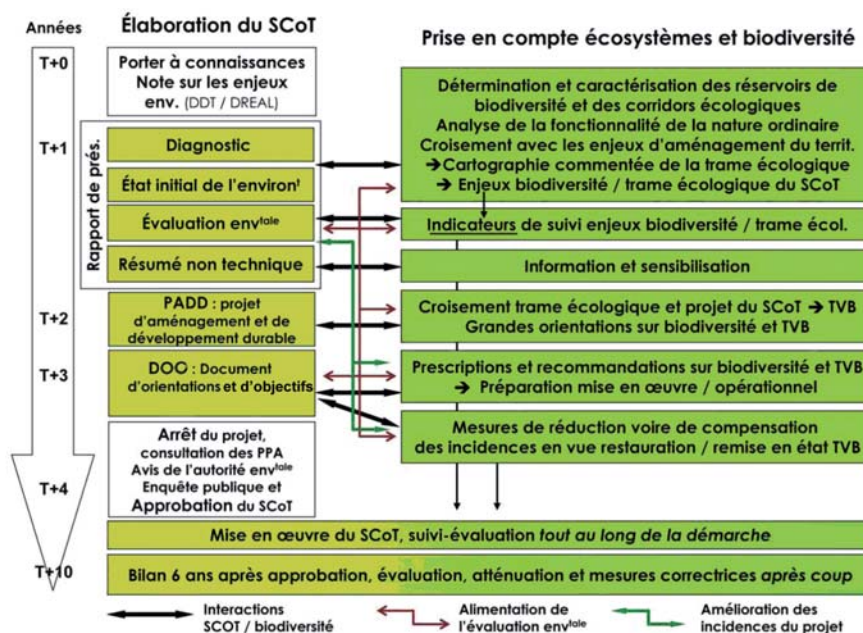 Années
Élaboration du SCoT
Prise en compte écosystèmes et biodiversité
T+0
Porter à connaissances
Note sur les enjeux
env. (DDT / DREAL)
Rapport de prés.
T+1
Diagnostic
État initial de l'environt
Évaluation envtale
Résumé non technique
Détermination et caractérisation des réservoirs de
biodiversité et des corridors écologiques
Analyse de la fonctionnalité de la nature ordinaire
Croisement avec les enjeux d'aménagement du territ.
→Cartographie commentée de la trame écologique
→ Enjeux biodiversité / trame écologique du SCoT
Indicateurs de suivi enjeux biodiversité / trame écol.
Information et sensibilisation
T+2
PADD : projet
d'aménagement et de
développement durable
Croisement trame écologique et projet du SCoT → TVB
Grandes orientations sur biodiversité et TVB
T+3
DOO : Document
d'orientations et d'objectifs
Prescriptions et recommandations sur biodiversité et TVB
→ Préparation mise en œuvre / opérationnel
Mesures de réduction voire de compensation
des incidences en vue restauration / remise en état TVB
T+4
Arrêt du projet,
consultation des PPA
Avis de l'autorité envtale
Enquête publique et
Approbation du SCoT
Mise en œuvre du SCoT, suivi-évaluation tout au long de la démarche
T+10
Bilan 6 ans après approbation, évaluation, atténuation et mesures correctrices après coup
Interactions
SCOT / biodiversité
Alimentation de
l'évaluation envtale
Amélioration des
incidences du projet